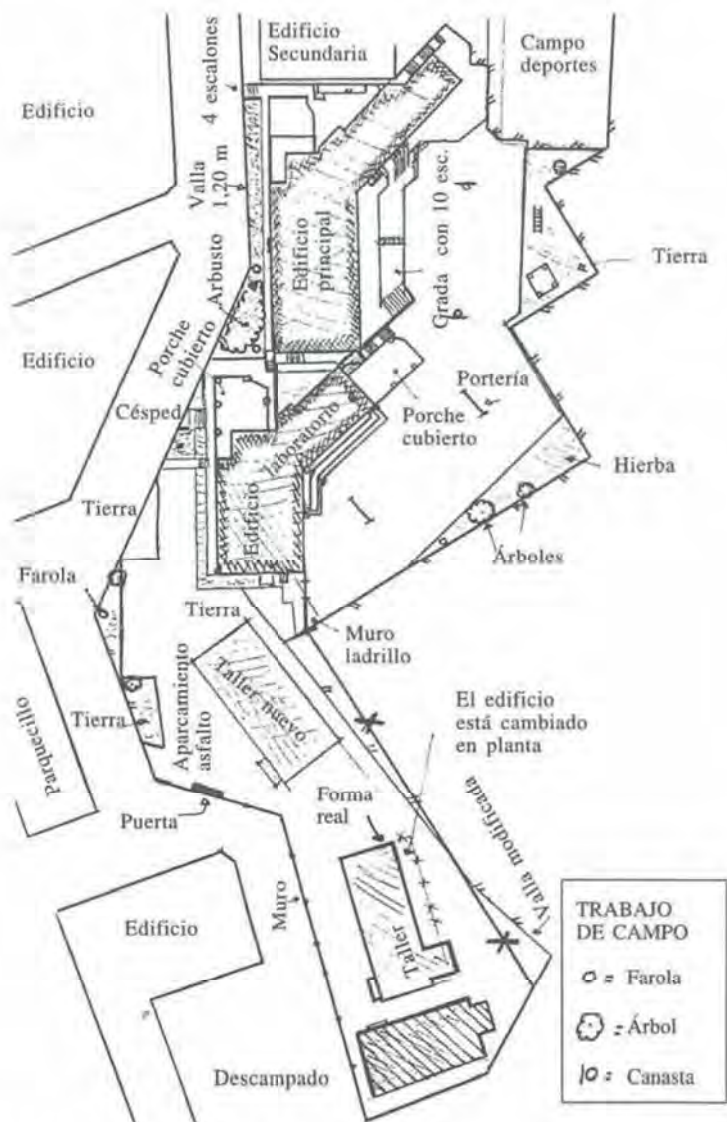 Edificio
Secundaria
Campo
deportes
4 escalones
Edificio
Valla
1,20 m
Arbusto
Edificio
principal
Grada con 10 esc.
Tierra
Porche
cubierto
Edificio
Césped
Portería
Porche
cubierto
Edificio laboratorio
Hierba
Árboles
Tierra
Farola
Tierra
Muro
ladrillo
Taller nuevo
Aparcamiento
asfalto
Tierra
Parquecillo
El edificio
está cambiado
en planta
Puerta
Forma
real
Valla modificada
Muro
Edificio
Taller
Descampado
TRABAJO
DE CAMPO
= Farola
= Árbol
= Canasta